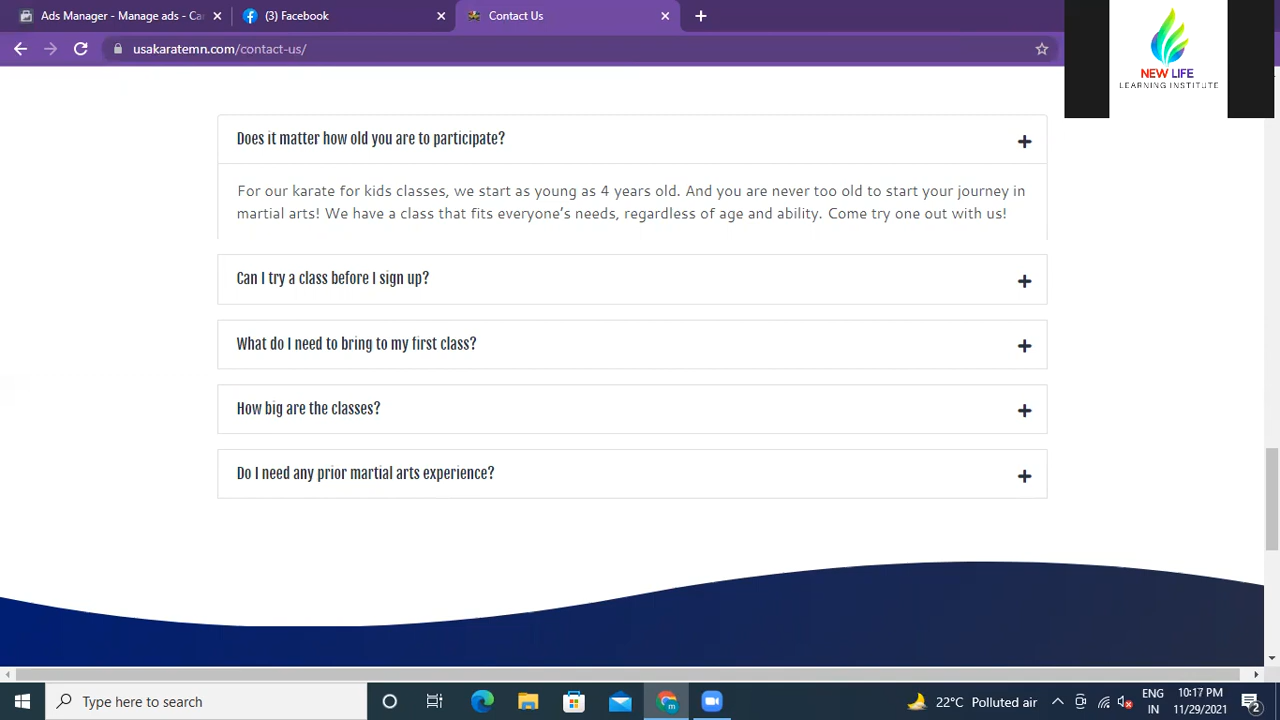 Ads Manager - Manage ads - Ca
(3) Facebook
Contact Us
usakaratemn.com/contact-us/
NEW LIFE
LEARNING INSTITUTE
Does it matter how old you are to participate?
For our karate for kids classes, we start as young as 4 years old. And you are never too old to start your journey in
martial arts! We have a class that fits everyone's needs, regardless of age and ability. Come try one out with us!
Can I try a class before I sign up?
What do I need to bring to my first class?
How big are the classes?
Do I need any prior martial arts experience?
Type here to search
22°C Polluted air
ENG
IN
10:17 PM
11/29/2021
2